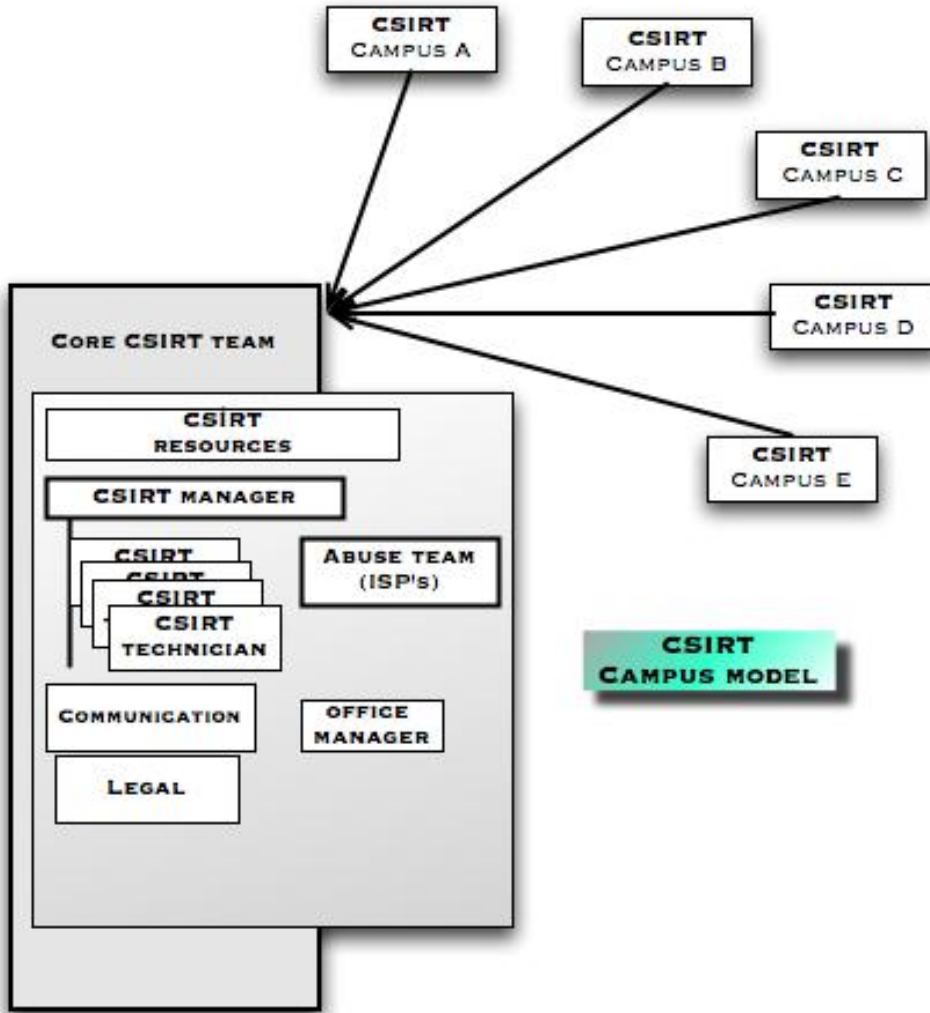 CSIRT
CAMPUS A
CSIRT
CAMPUS B
CSIRT
CAMPUS C
CSIRT
CAMPUS D
CSIRT
CAMPUS E
CORE CSIRT TEAM
CSIRT
RESOURCES
CSIRT MANAGER
CSIRT
CSIRT
CSIRT
CSIRT
TECHNICIAN
ABUSE TEAM
(ISP's)
CSIRT
CAMPUS MODEL
COMMUNICATION
OFFICE
MANAGER
LEGAL